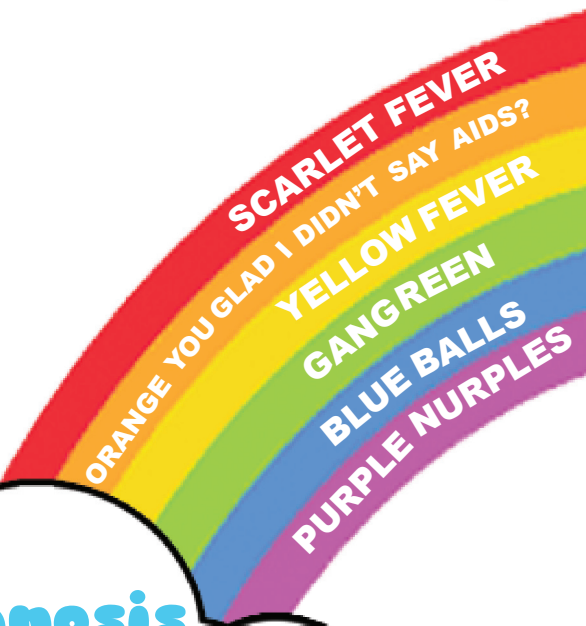 SCARLET FEVER
ORANGE YOU GLAD I DIDN'T SAY AIDS?
YELLOW FEVER
GANGREEN
BLUE BALLS
PURPLE NURPLES